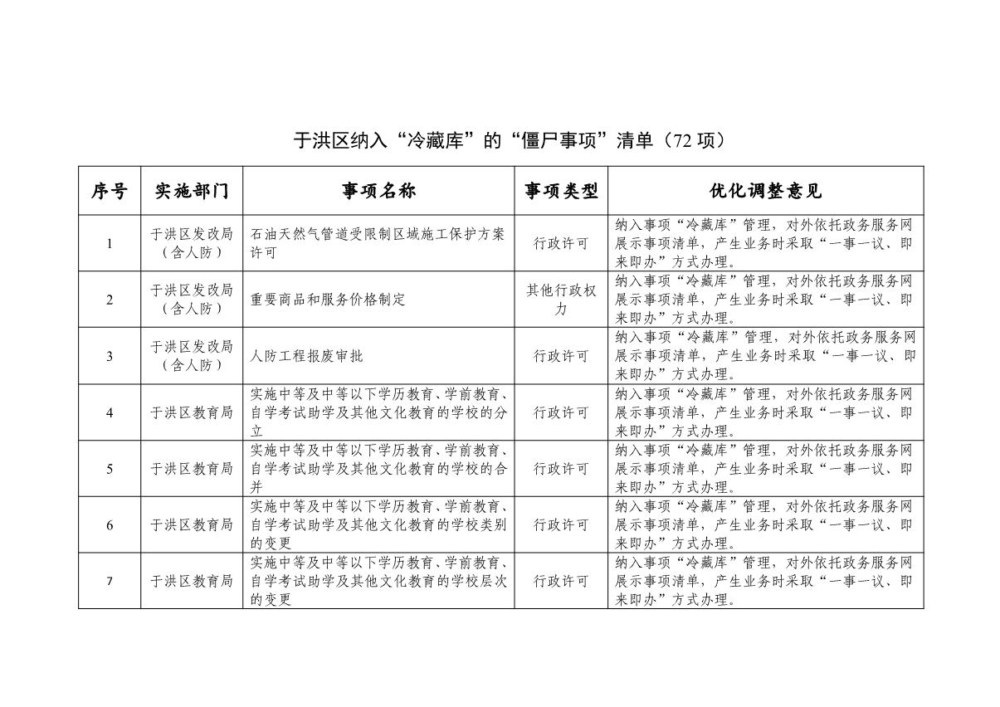 于洪区纳入“冷藏库”的“僵尸事项”清单（72 项）
序号 实施部门 事项名称 事项类型 优化调整意见
1
于洪区发改局
（含人防）
石油天然气管道受限制区域施工保护方案
许可
行政许可
纳入事项“冷藏库”管理，对外依托政务服务网
展示事项清单，产生业务时采取“一事一议、即
来即办”方式办理。
2
于洪区发改局
（含人防）
重要商品和服务价格制定
其他行政权
力
纳入事项“冷藏库”管理，对外依托政务服务网
展示事项清单，产生业务时采取“一事一议、即
来即办”方式办理。
3
于洪区发改局
（含人防）
人防工程报废审批
行政许可
纳入事项“冷藏库”管理，对外依托政务服务网
展示事项清单，产生业务时采取“一事一议、即
来即办”方式办理。
4
于洪区教育局
实施中等及中等以下学历教育、学前教育、
自学考试助学及其他文化教育的学校的分
立
行政许可
纳入事项“冷藏库”管理，对外依托政务服务网
展示事项清单，产生业务时采取“一事一议、即
来即办”方式办理。
5
于洪区教育局
实施中等及中等以下学历教育、学前教育、
自学考试助学及其他文化教育的学校的合
并
行政许可
纳入事项“冷藏库”管理，对外依托政务服务网
展示事项清单，产生业务时采取“一事一议、即
来即办”方式办理。
6
于洪区教育局
实施中等及中等以下学历教育、学前教育、
自学考试助学及其他文化教育的学校类别
的变更
行政许可
纳入事项“冷藏库”管理，对外依托政务服务网
展示事项清单，产生业务时采取“一事一议、即
来即办”方式办理。
7
于洪区教育局
实施中等及中等以下学历教育、学前教育、
自学考试助学及其他文化教育的学校层次
的变更
行政许可
纳入事项“冷藏库”管理，对外依托政务服务网
展示事项清单，产生业务时采取“一事一议、即
来即办”方式办理。